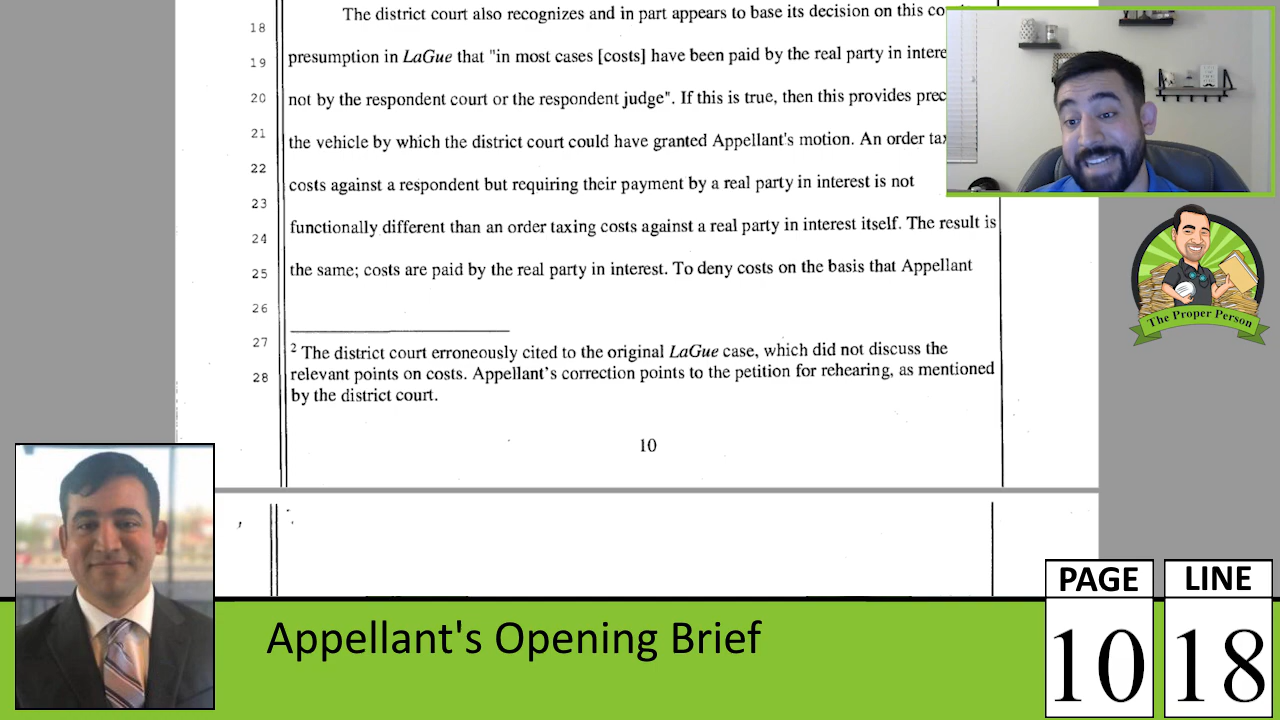 18
The district court also recognizes and in part appears to base its decision on this
19
presumption in LaGue that "in most cases [costs] have been paid by the real party in
20
not by the respondent court or the respondent judge". If this is true, then this provides
21
the vehicle by which the district court could have granted Appellant's motion. An order
22
costs against a respondent but requiring their payment by a real party in interest is not
23
functionally different than an order taxing costs against a real party in interest itself. The result is
24
the same; costs are paid by the real party in interest. To deny costs on the basis that Appellant
25
26
27
2 The district court erroneously cited to the original LaGue case, which did not discuss the
28
relevant points on costs. Appellant's correction points to the petition for rehearing, as mentioned
by the district court.
10
The Proper Person
Appellant's Opening Brief
PAGE
10
LINE
18